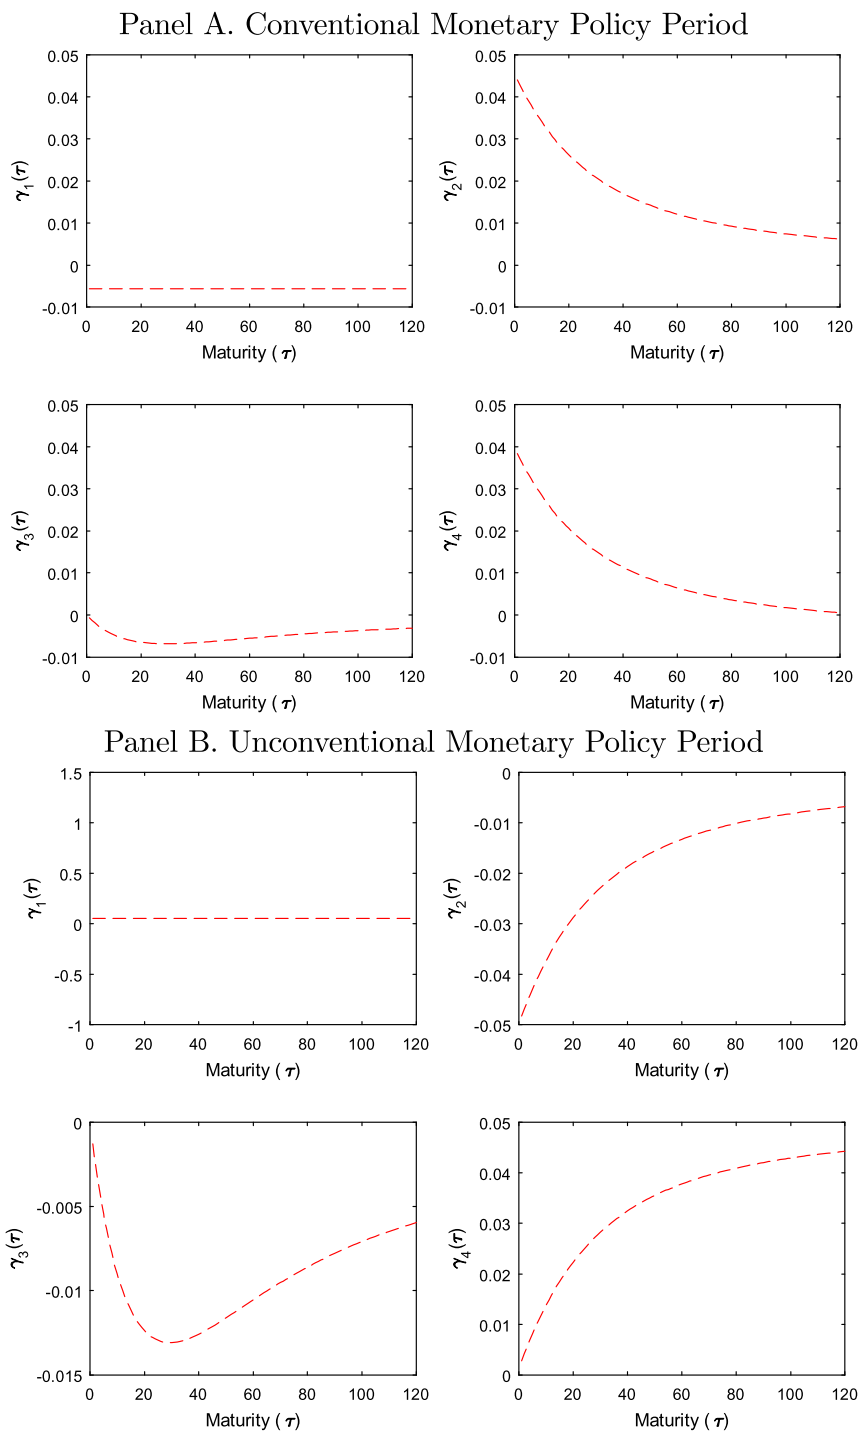 Panel A. Conventional Monetary Policy Period
0.05
0.04
0.03
0.02
0.01
0
-0.01
γ1(τ)
0 20 40 60 80 100 120
Maturity ( τ)
0.05
0.04
0.03
0.02
0.01
0
-0.01
γ2(τ)
0 20 40 60 80 100 120
Maturity ( τ)
0.05
0.04
0.03
0.02
0.01
0
-0.01
γ3(τ)
0 20 40 60 80 100 120
Maturity ( τ)
0.05
0.04
0.03
0.02
0.01
0
-0.01
γ4(τ)
0 20 40 60 80 100 120
Maturity ( τ)
Panel B. Unconventional Monetary Policy Period
1.5
1
0.5
0
-0.5
-1
γ1(τ)
0 20 40 60 80 100 120
Maturity ( τ)
0
-0.01
-0.02
-0.03
-0.04
-0.05
γ2(τ)
0 20 40 60 80 100 120
Maturity ( τ)
0
-0.005
-0.01
-0.015
γ3(τ)
0 20 40 60 80 100 120
Maturity ( τ)
0.05
0.04
0.03
0.02
0.01
0
γ4(τ)
0 20 40 60 80 100 120
Maturity ( τ)